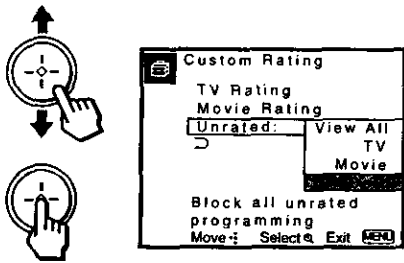 Custom Rating
TV Rating
Movie Rating
Unrated: View All
TV
Movie
Block all unrated
programming
Move Select Exit MENU